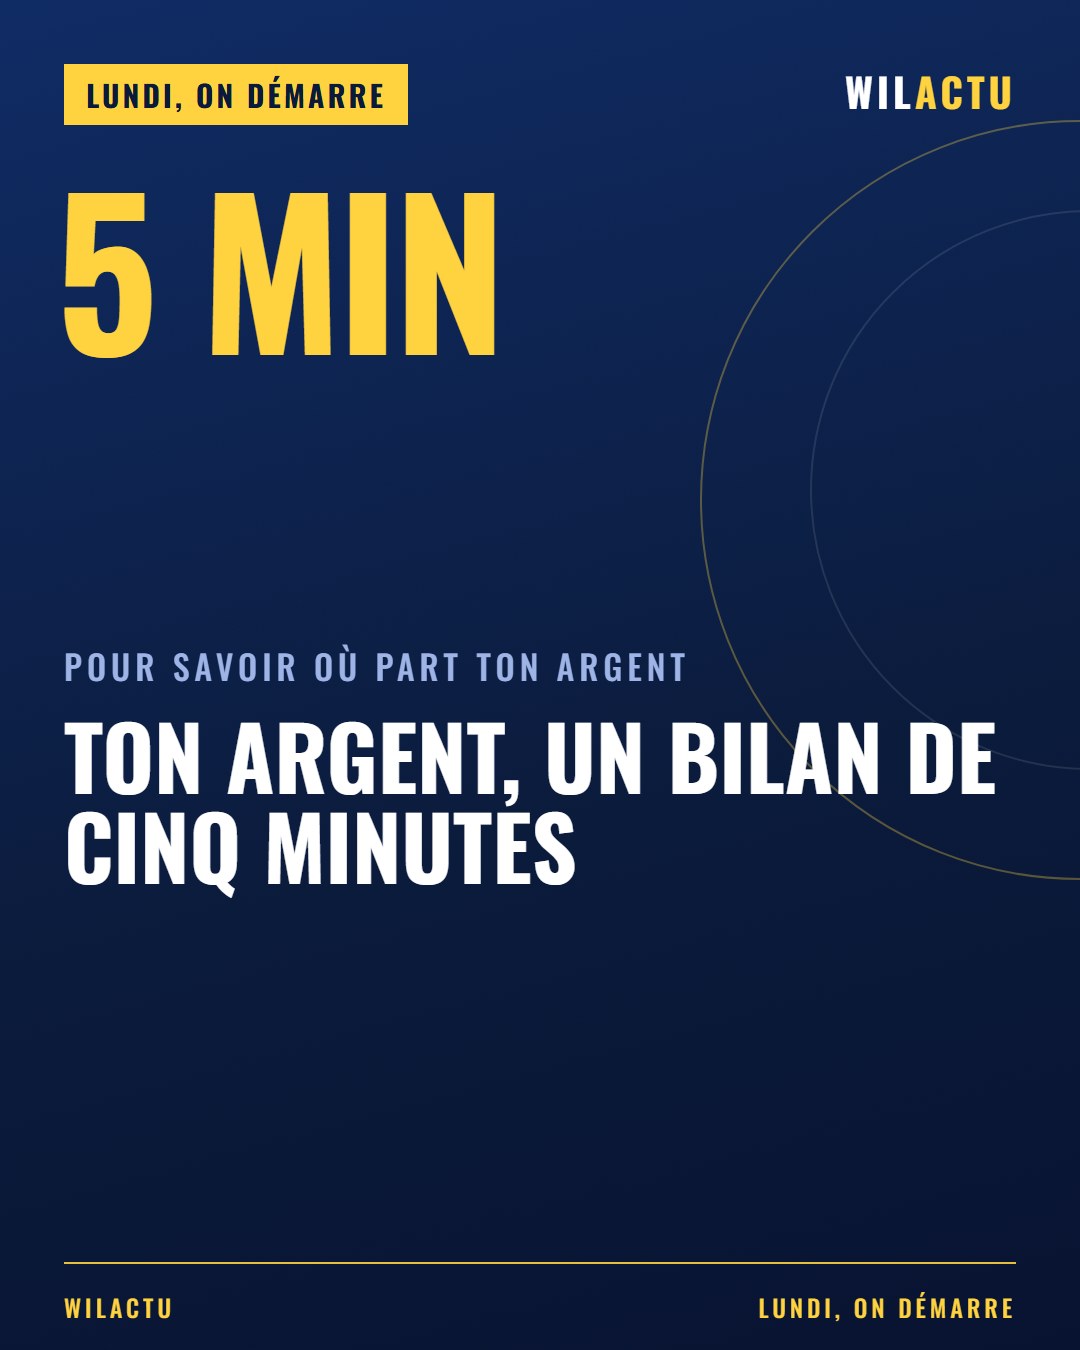 LUNDI, ON DÉMARRE
WILACTU
5 MIN
POUR SAVOIR OÙ PART TON ARGENT
TON ARGENT, UN BILAN DE
CINQ MINUTES
WILACTU
LUNDI, ON DÉMARRE